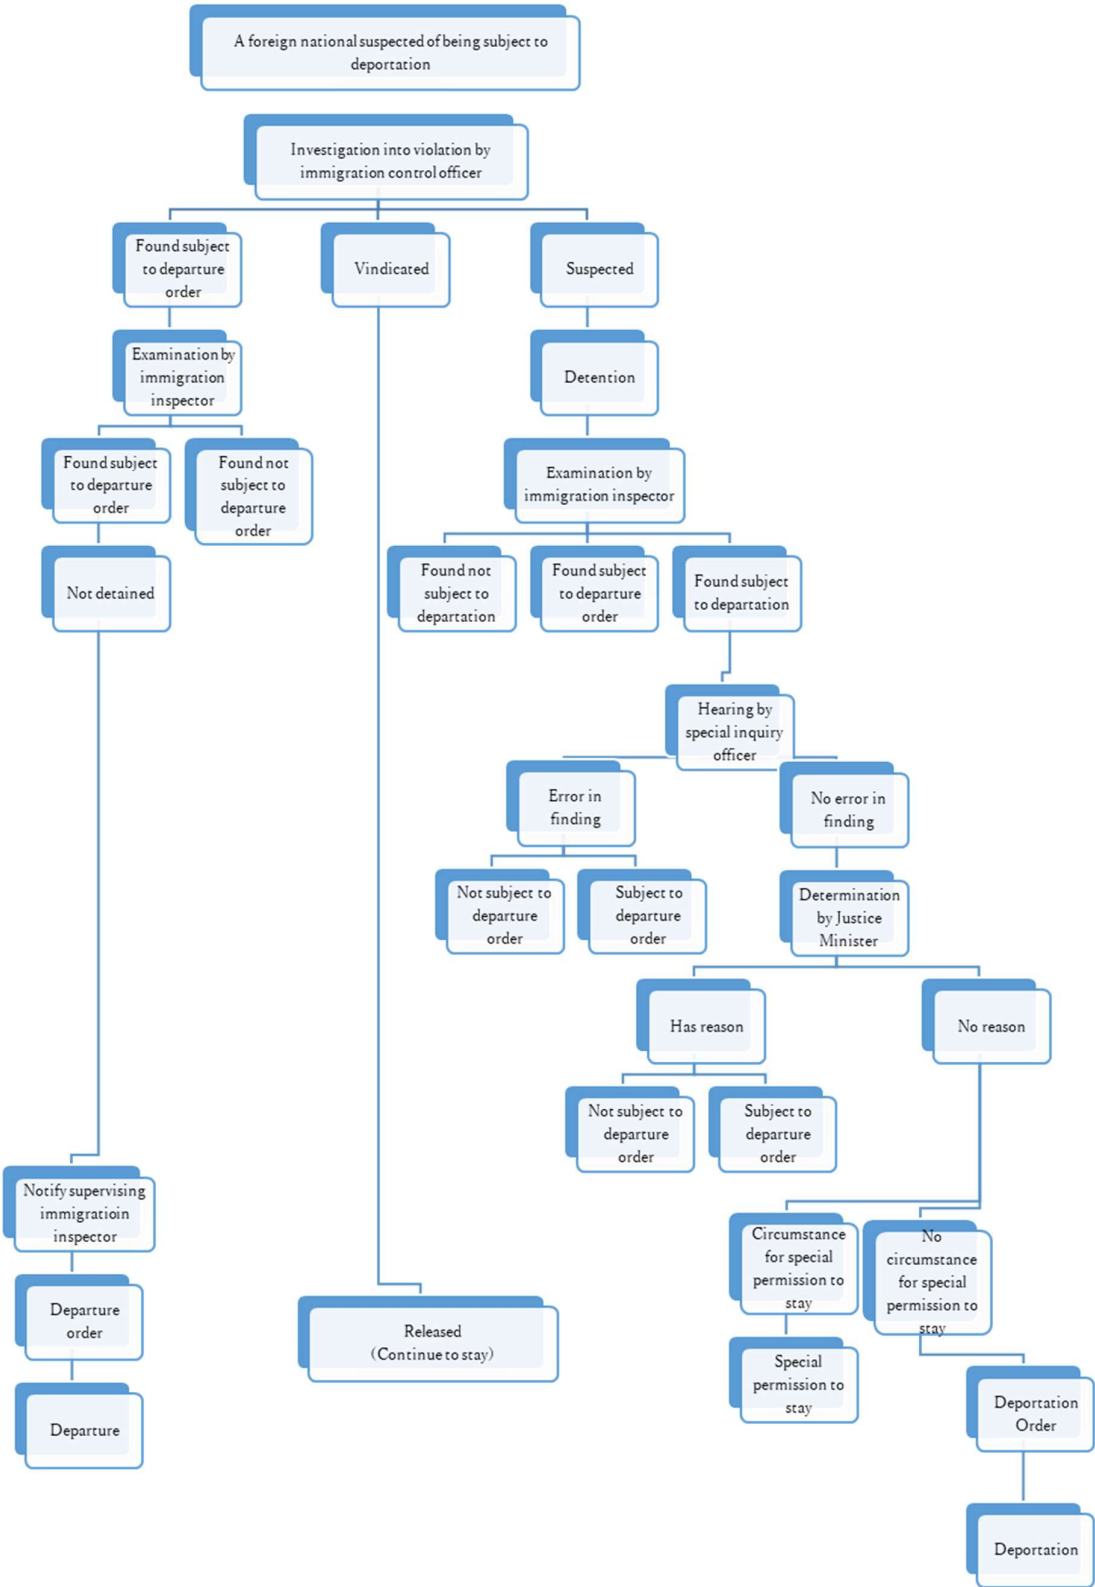 A foreign national suspected of being subject to
deportation
Investigation into violation by
immigration control officer
Found subject
to departure
order
Vindicated
Suspected
Examination by
immigration
inspector
Detention
Found subject
to departure
order
Found not
subject to
departure
order
Examination by
immigration inspector
Not detained
Found not
subject to
departation
Found subject
to departure
order
Found subject
to departation
Hearing by
special inquiry
officer
Error in
finding
No error in
finding
Not subject to
departure
order
Subject to
departure
order
Determination
by Justice
Minister
Has reason
No reason
Not subject to
departure
order
Subject to
departure
order
Notify supervising
immigratioin
inspector
Circumstance
for special
permission to
stay
No
circumstance
for special
permission to
stay
Departure
order
Released
(Continue to stay)
Special
permission to
stay
Deportation
Order
Departure
Deportation